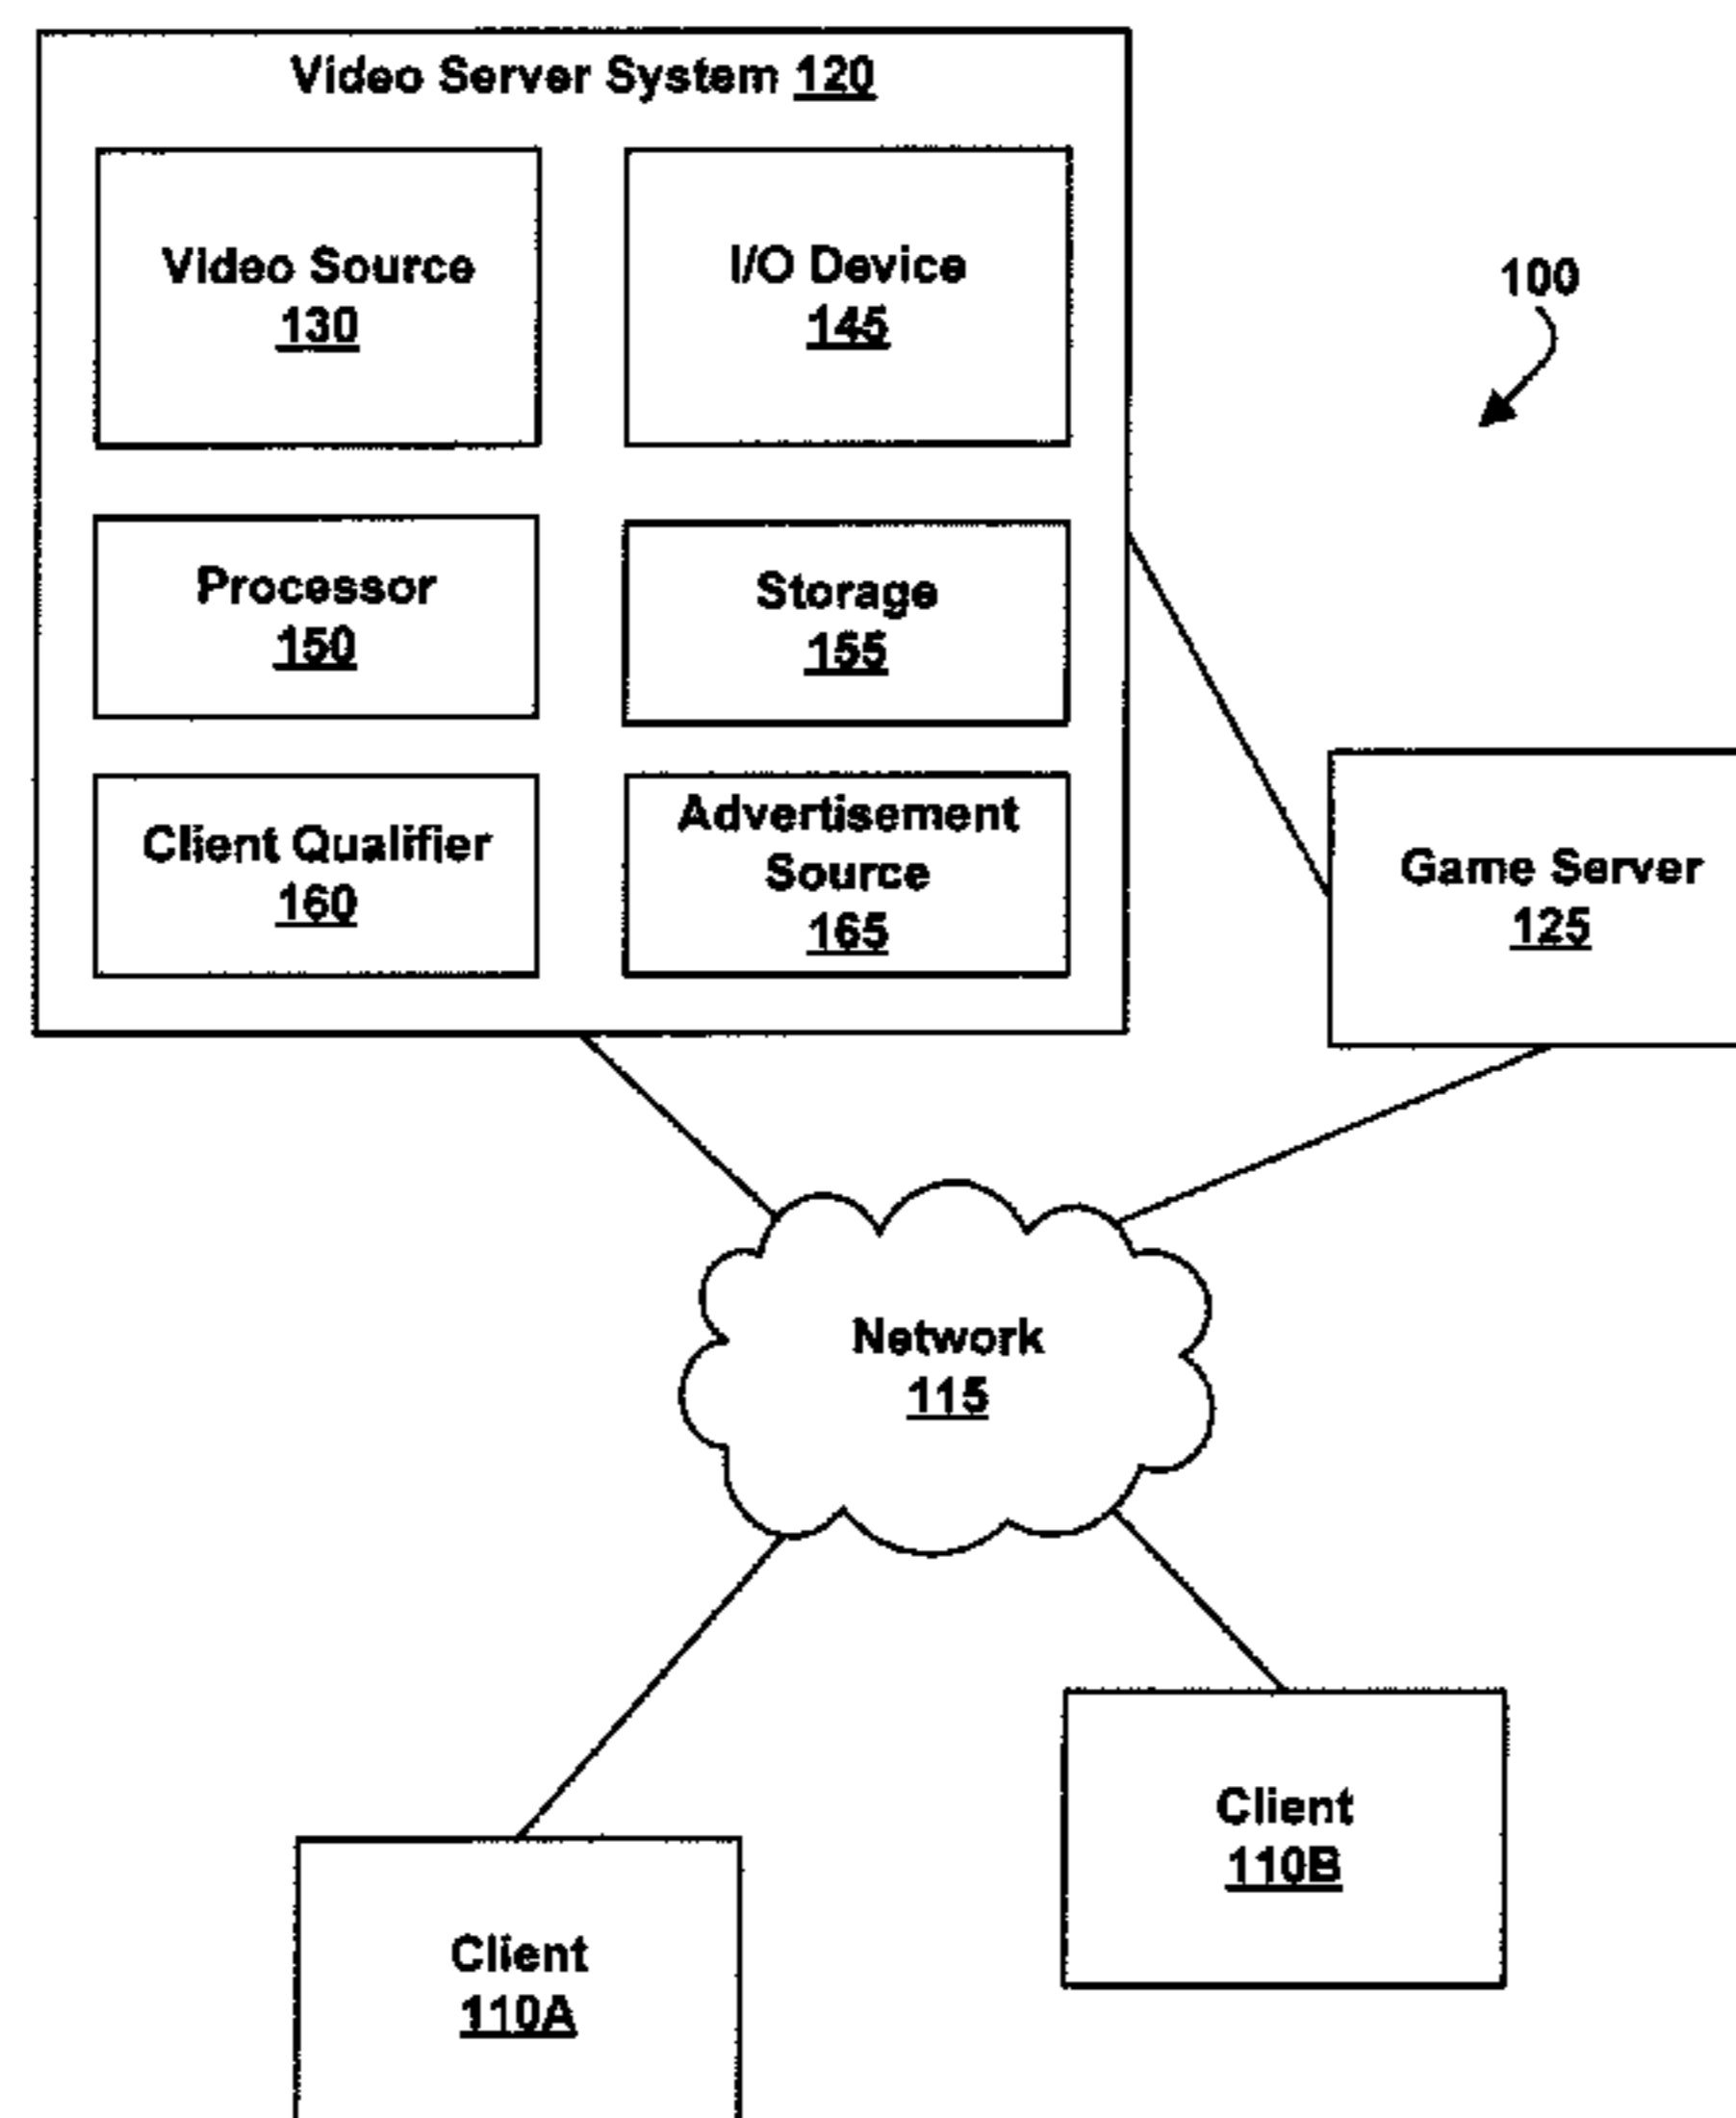 Video Server System 120
Video Source
130
I/O Device
145
100
Processor
150
Storage
155
Client Qualifier
160
Advertisement
Source
165
Game Server
125
Network
115
Client
110B
Client
110A